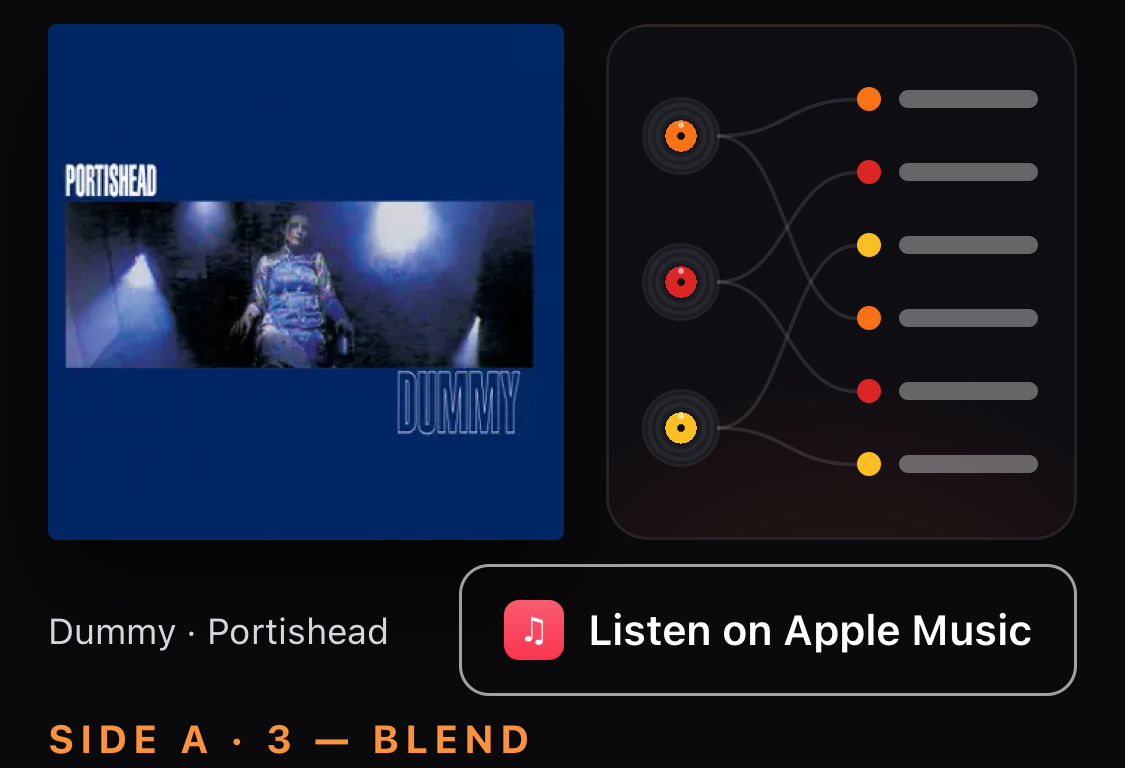 PORTISHEAD
DUMMY
Dummy · Portishead
Listen on Apple Music
SIDE A · 3 — BLEND